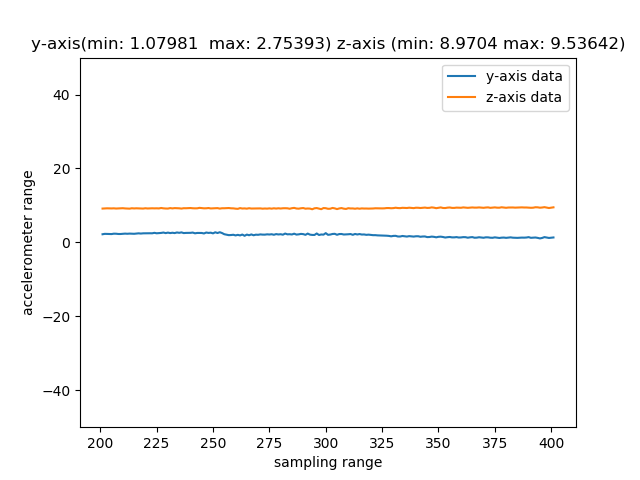 y-axis(min: 1.07981  max: 2.75393) z-axis (min: 8.9704 max: 9.53642)
y-axis data
z-axis data
accelerometer range
40
20
0
−20
−40
200 225 250 275 300 325 350 375 400
sampling range